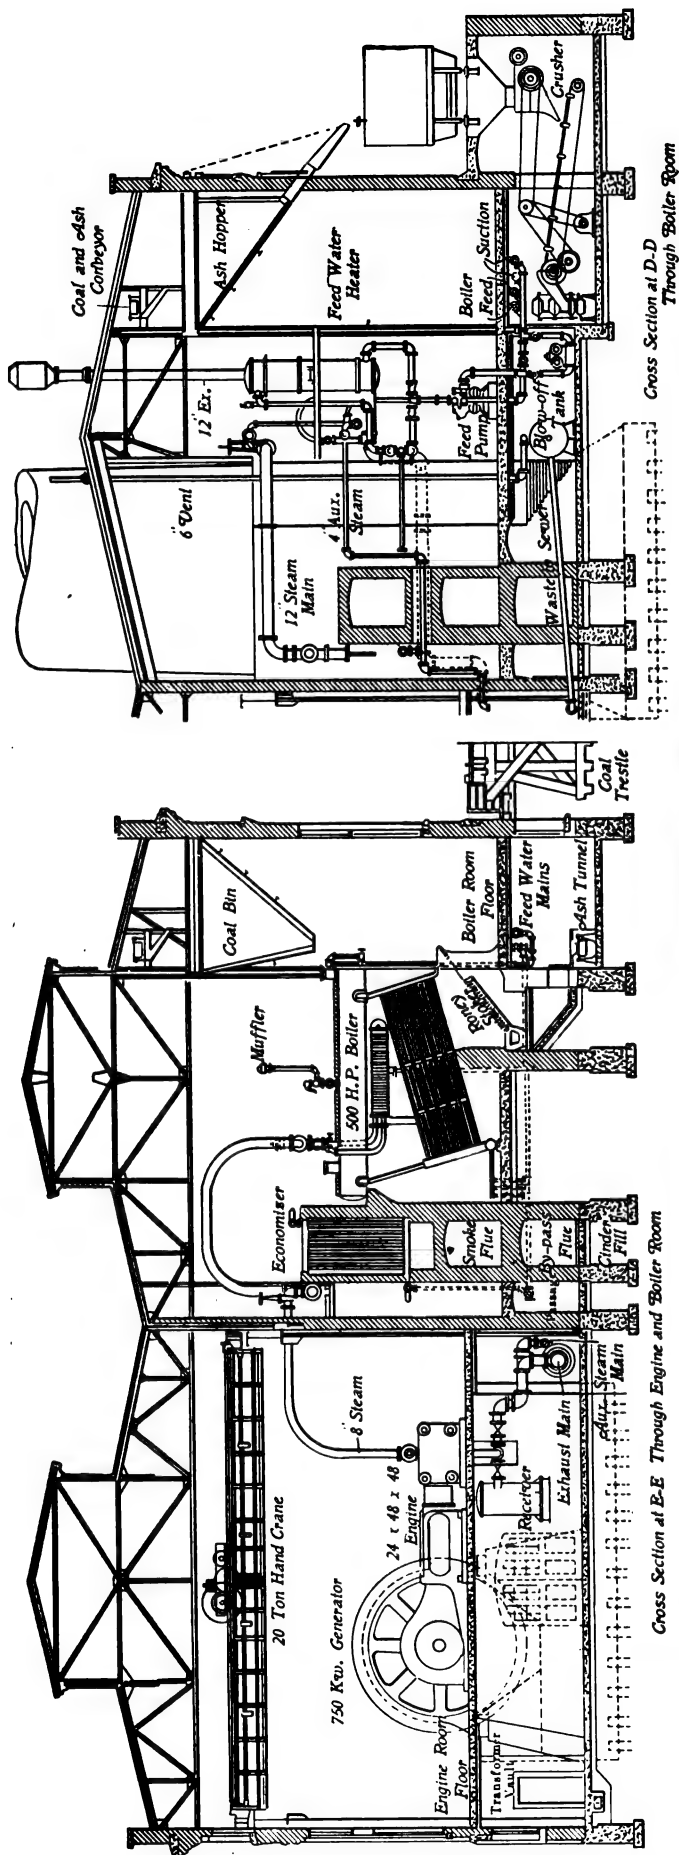 Coal and Ash
Conveyor
Ash Hopper
12" Ex.
6" Vent
Feed Water
Heater
4" Aux.
Steam
12" Steam
Main
Boiler
Feed
Suction
Feed
Pump
Blow-off
Tank
Waste to Sewer
Crusher
Cross Section at D-D
Through Boiler Room
20 Ton Hand Crane
750 Kw. Generator
24 x 48 x 48
Engine
8" Steam
Engine Room
Floor
Transformer
Vault
Receiver
Exhaust Main
Aux. Steam
Main
Economizer
Muffler
500 H.P. Boiler
Coal Bin
Roney
Stoker
Smoke
Flue
By-pass
Flue
Passage
Cinder
Fill
Boiler Room
Floor
Feed Water
Mains
Ash Tunnel
Coal
Trestle
Cross Section at E-E Through Engine and Boiler Room